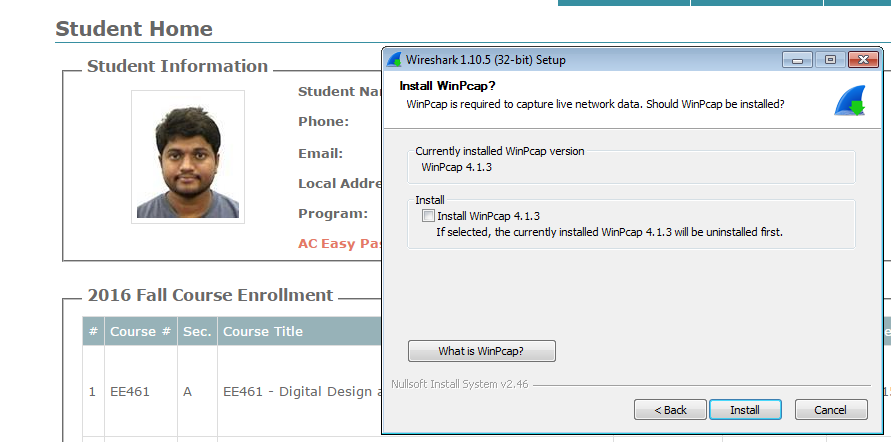 Student Home
Student Information
Student
Phone:
Email:
Local
Program:
AC Easy
2016 Fall Course Enrollment
# Course # Sec. Course Title
1 EE461 A EE461 - Digital Design
Wireshark 1.10.5 (32-bit) Setup
Install WinPcap?
WinPcap is required to capture live network data. Should WinPcap be installed?
Currently installed WinPcap version
WinPcap 4.1.3
Install
Install WinPcap 4.1.3
If selected, the currently installed WinPcap 4.1.3 will be uninstalled first.
What is WinPcap?
Nullsoft Install System v2.46
< Back Install Cancel